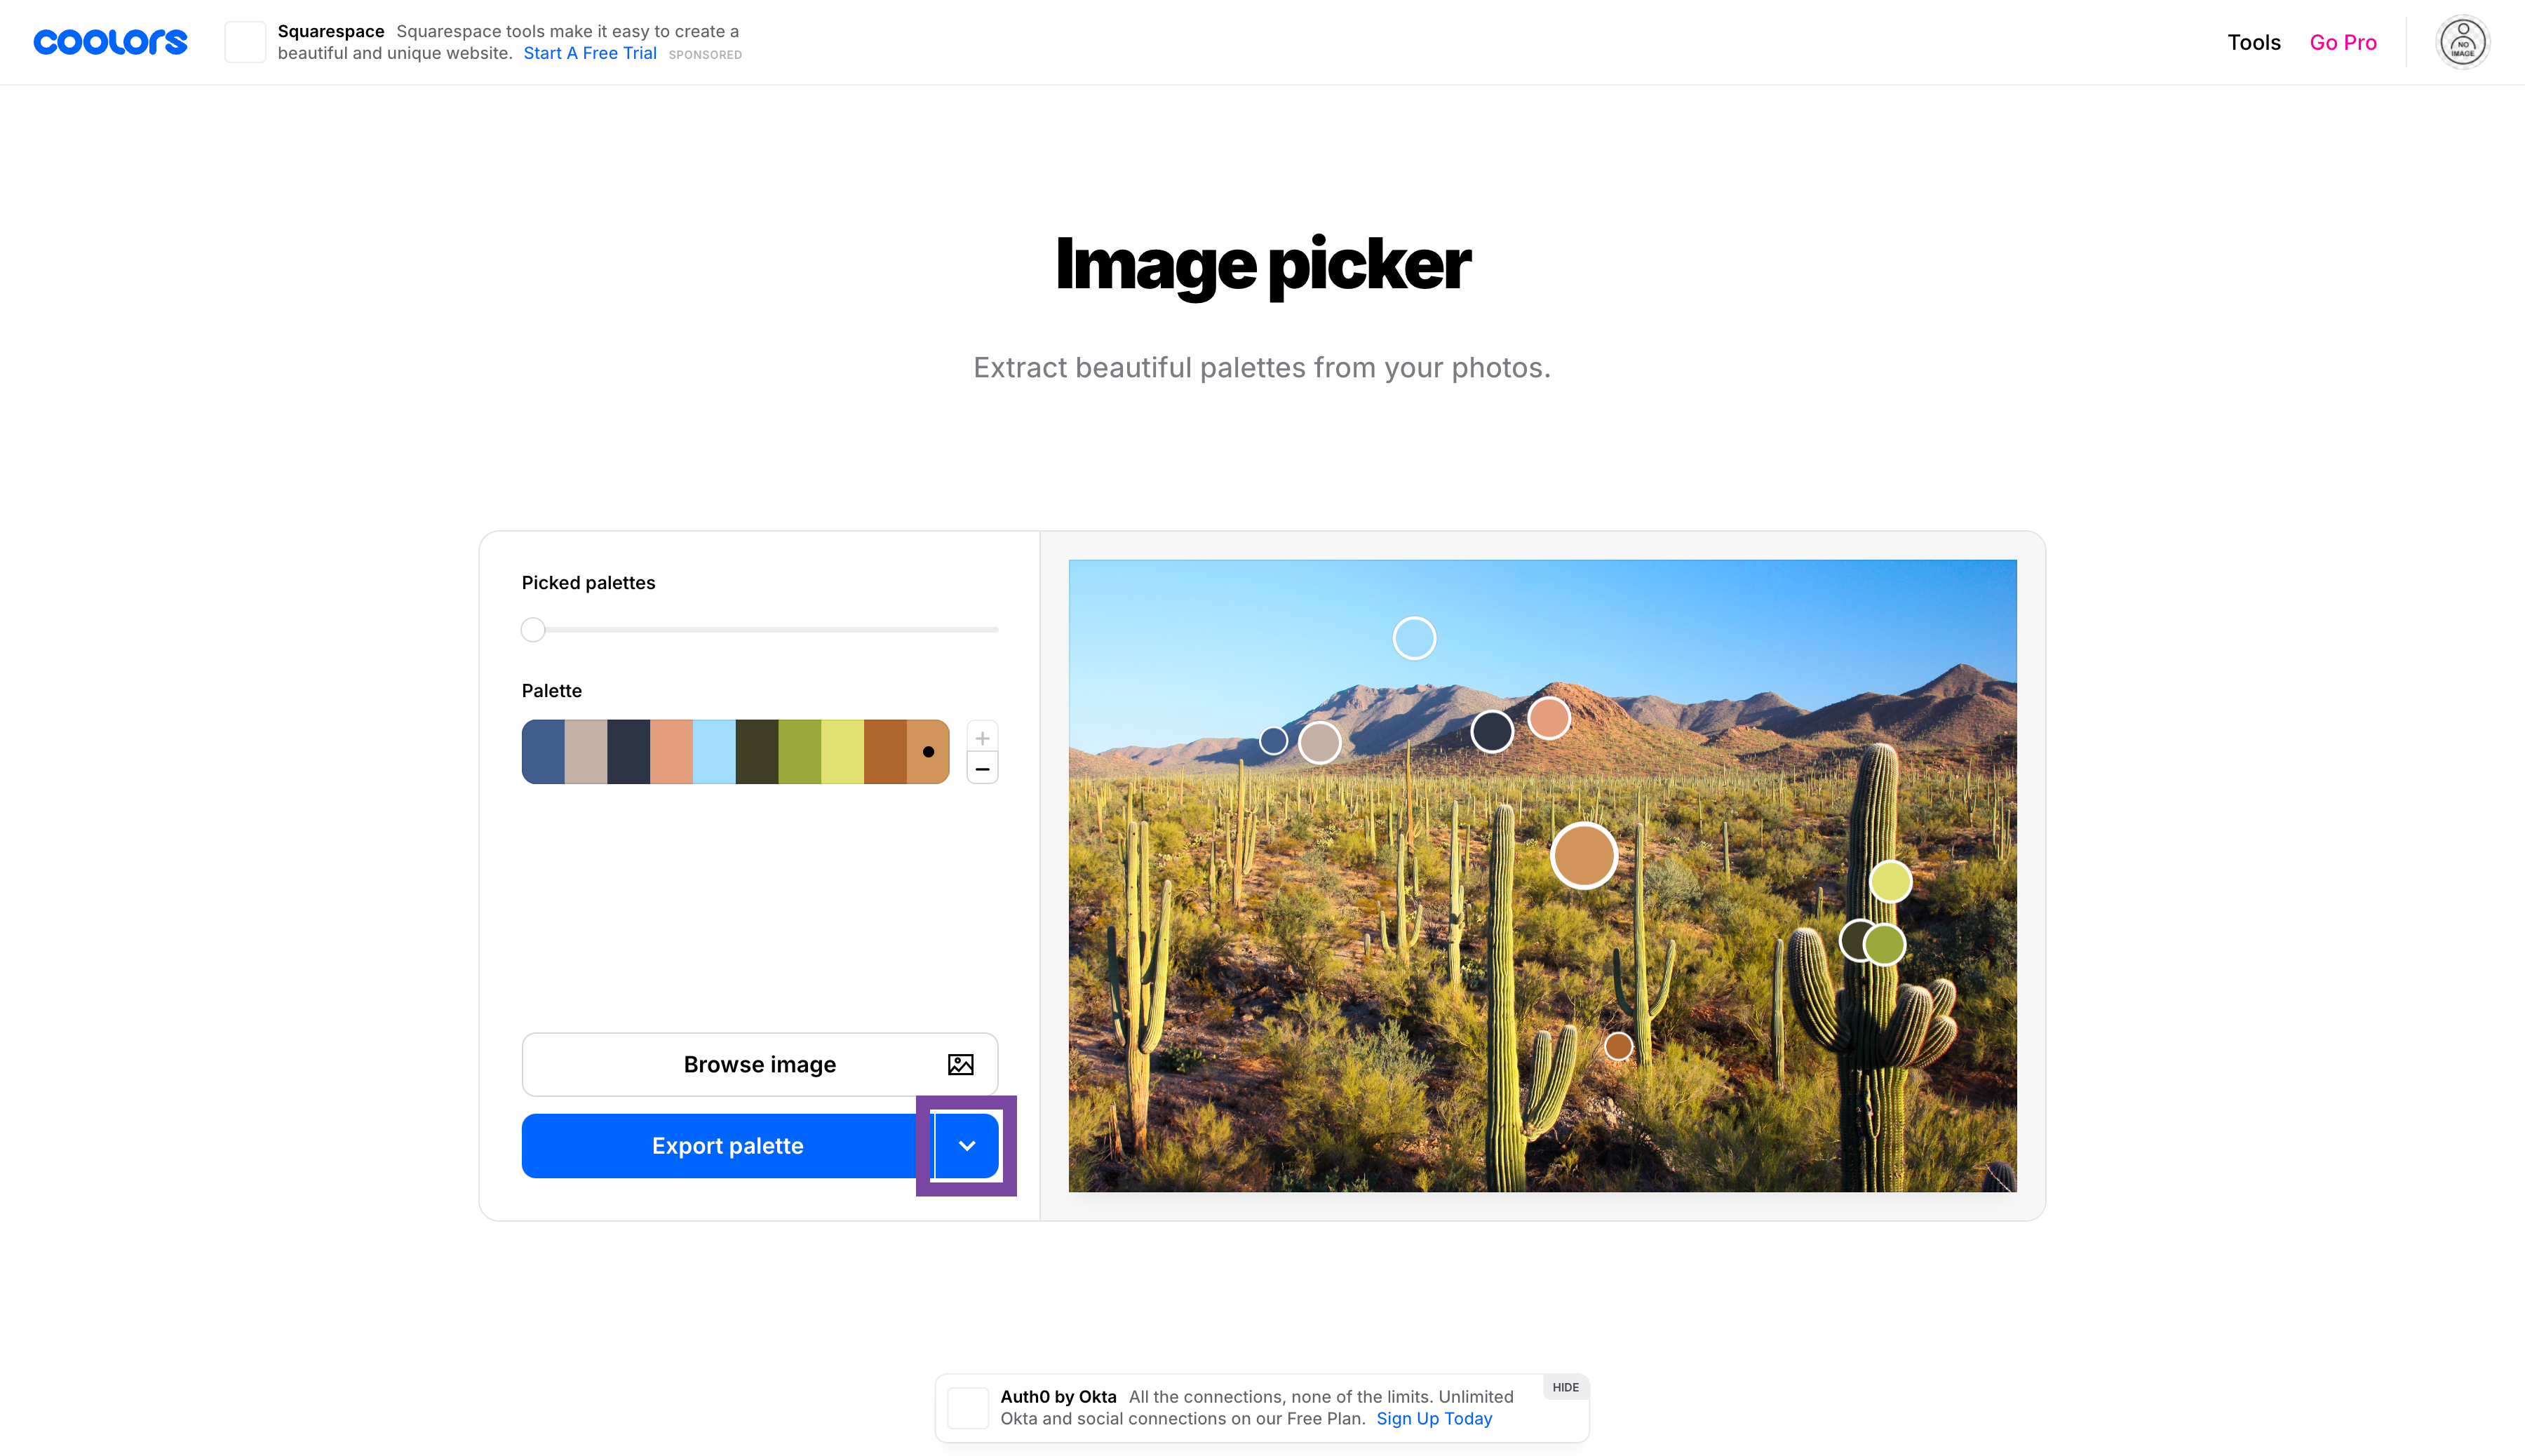 coolors
Squarespace Squarespace tools make it easy to create a
beautiful and unique website. Start A Free Trial SPONSORED
Tools Go Pro
NO
IMAGE
Image picker
Extract beautiful palettes from your photos.
Picked palettes
Palette
Browse image
Export palette
HIDE
Auth0 by Okta All the connections, none of the limits. Unlimited
Okta and social connections on our Free Plan. Sign Up Today